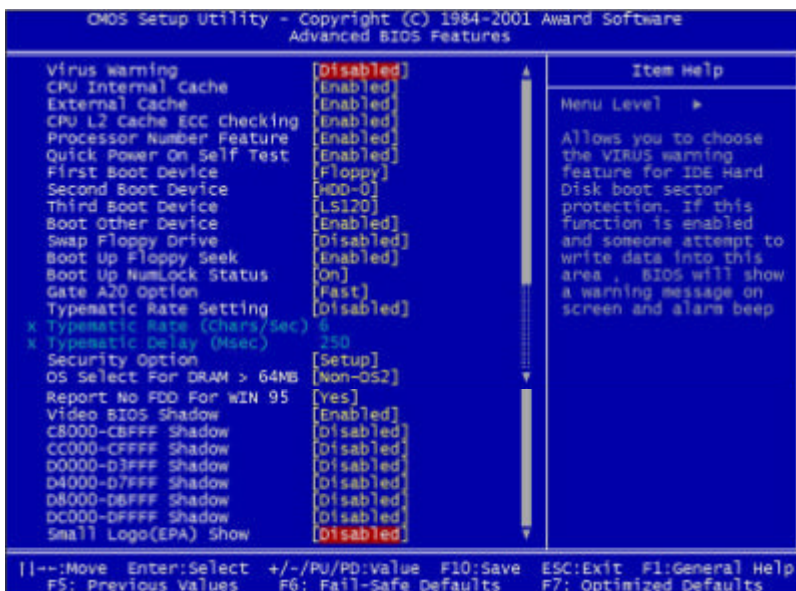 CMOS Setup Utility - Copyright (C) 1984-2001 Award Software
Advanced BIOS Features
Virus Warning [Disabled]
CPU Internal Cache [Enabled]
External Cache [Enabled]
CPU L2 Cache ECC Checking [Enabled]
Processor Number Feature [Enabled]
Quick Power On Self Test [Enabled]
First Boot Device [Floppy]
Second Boot Device [HDD-0]
Third Boot Device [LS120]
Boot Other Device [Enabled]
Swap Floppy Drive [Disabled]
Boot Up Floppy Seek [Enabled]
Boot Up NumLock Status [On]
Gate A20 Option [Fast]
Typematic Rate Setting [Disabled]
x Typematic Rate (Chars/Sec) 6
x Typematic Delay (Msec) 250
Security Option [Setup]
OS Select For DRAM > 64MB [Non-OS2]
Report No FDD For WIN 95 [Yes]
Video BIOS Shadow [Enabled]
C8000-CBFFF Shadow [Disabled]
CC000-CFFFF Shadow [Disabled]
D0000-D3FFF Shadow [Disabled]
D4000-D7FFF Shadow [Disabled]
D8000-DBFFF Shadow [Disabled]
DC000-DFFFF Shadow [Disabled]
Small Logo(EPA) Show [Disabled]
Item Help
Menu Level ►
Allows you to choose
the VIRUS warning
feature for IDE Hard
Disk boot sector
protection. If this
function is enabled
and someone attempt to
write data into this
area , BIOS will show
a warning message on
screen and alarm beep
||--:Move Enter:Select +/-/PU/PD:Value F10:Save ESC:Exit F1:General Help
F5: Previous Values F6: Fail-Safe Defaults F7: Optimized Defaults